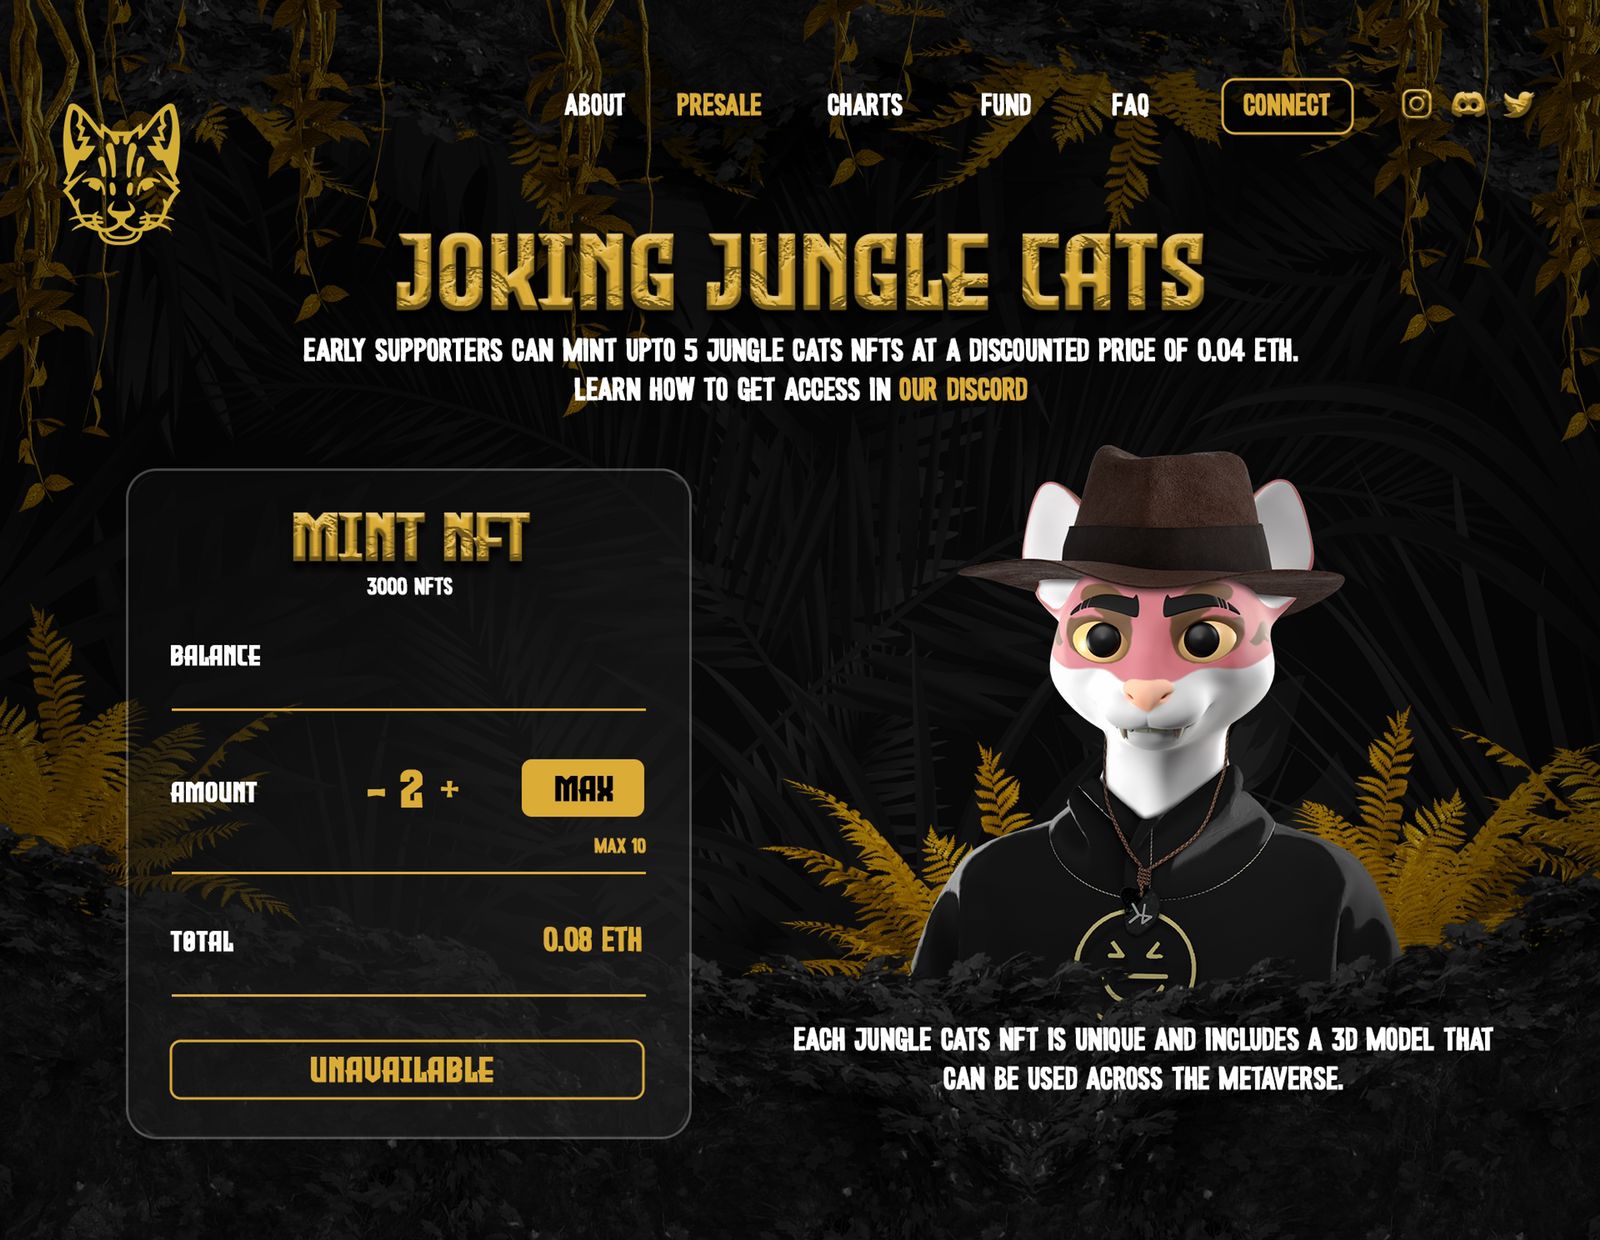 ABOUT PRESALE CHARTS FUND FAQ CONNECT
JOKING JUNGLE CATS
EARLY SUPPORTERS CAN MINT UPTO 5 JUNGLE CATS NFTS AT A DISCOUNTED PRICE OF 0.04 ETH.
LEARN HOW TO GET ACCESS IN OUR DISCORD
MINT NFT
3000 NFTS
BALANCE
AMOUNT - 2 + MAX
MAX 10
TOTAL 0.08 ETH
UNAVAILABLE
EACH JUNGLE CATS NFT IS UNIQUE AND INCLUDES A 3D MODEL THAT
CAN BE USED ACROSS THE METAVERSE.